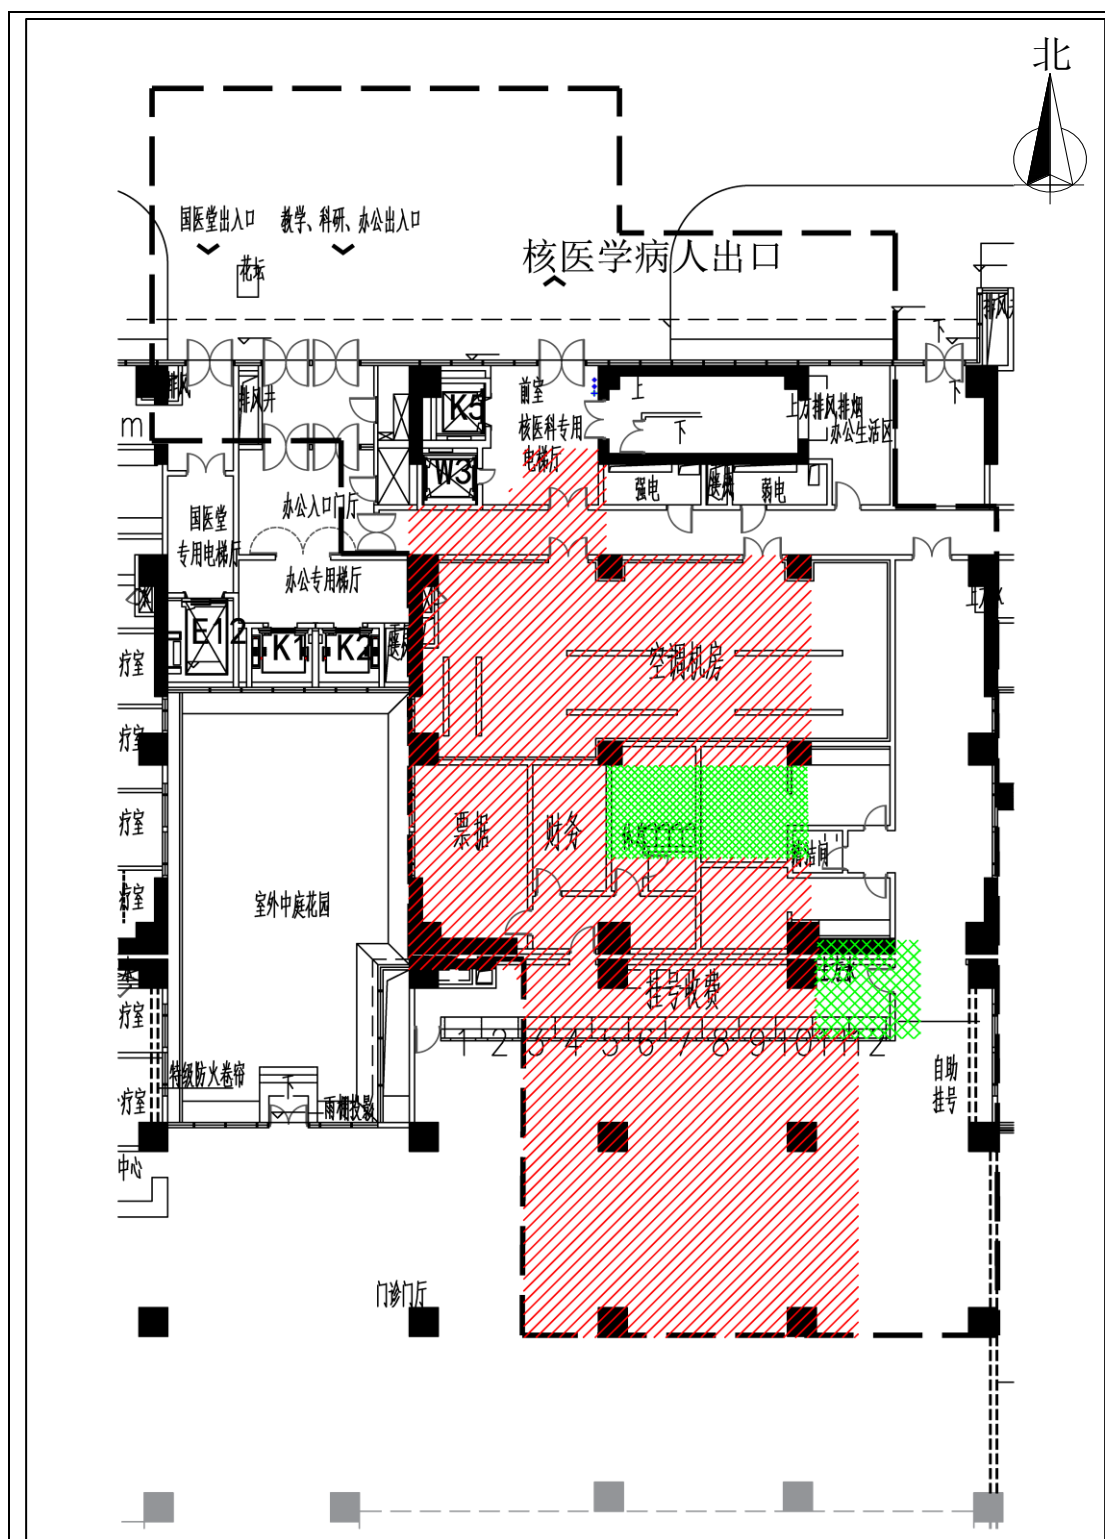 北
国医堂出入口 教学、科研、办公出入口
核医学病人出口
花坛
下
排风井
前室
K5
上
下
上方排风排烟
办公生活区
m
核医科专用
电梯厅
W3
强电
弱电
办公入口门厅
国医堂
专用电梯厅
办公专用梯厅
E12
K1
K2
疗室
空调机房
疗室
疗室
票据
财务
清洁间
疗室
室外中庭花园
挂号收费
疗室
1 2 3 4 5 6 7 8 9 10 11 12
自助
挂号
特级防火卷帘
下
雨棚投影
疗室
中心
门诊门厅